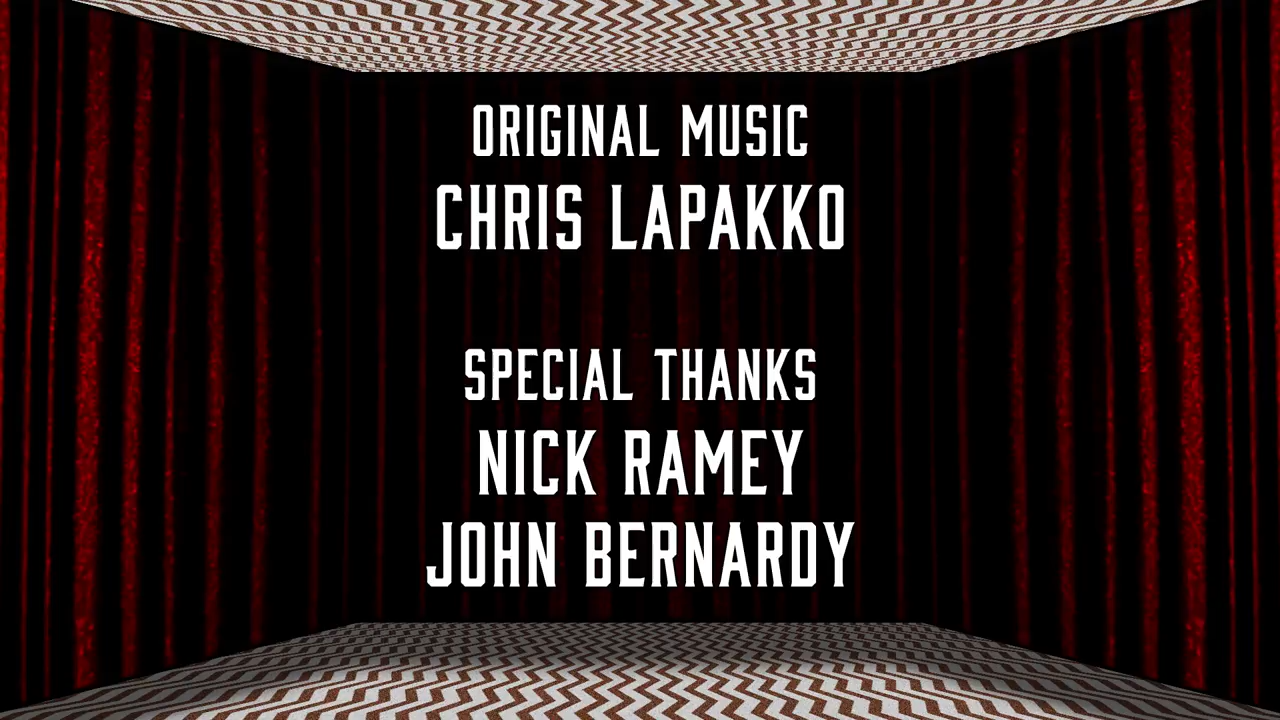 ORIGINAL MUSIC
CHRIS LAPAKKO
SPECIAL THANKS
NICK RAMEY
JOHN BERNARDY